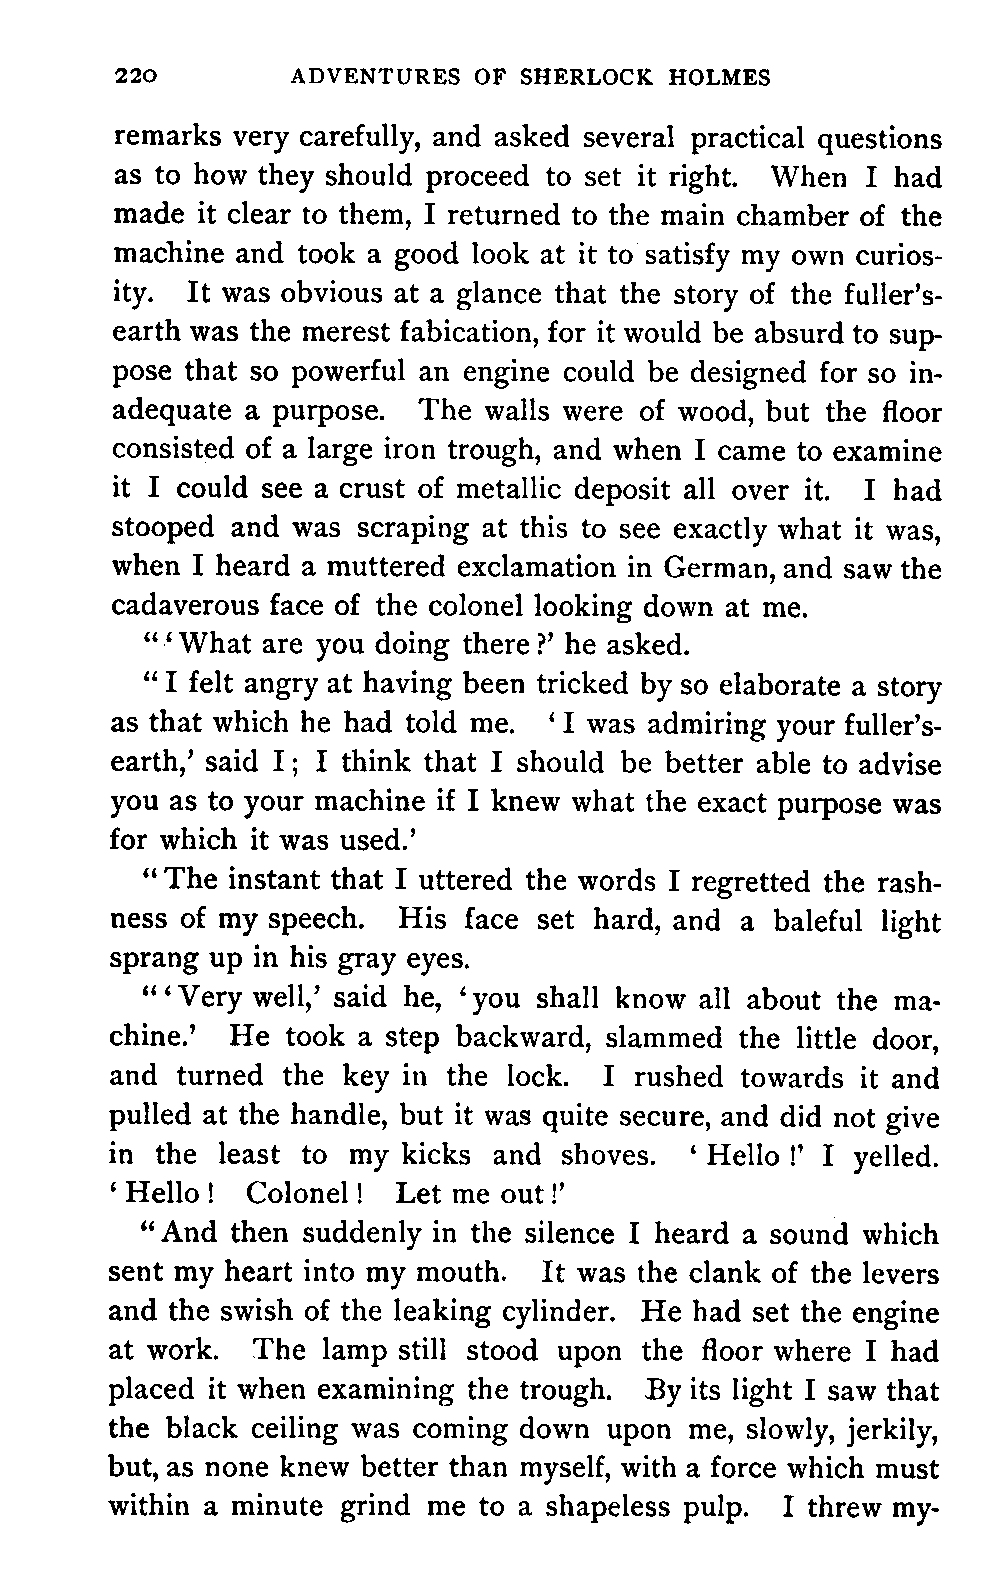 220 ADVENTURES OF SHERLOCK HOLMES
remarks very carefully, and asked several practical questions
as to how they should proceed to set it right. When I had
made it clear to them, I returned to the main chamber of the
machine and took a good look at it to satisfy my own curios-
ity. It was obvious at a glance that the story of the fuller's-
earth was the merest fabication, for it would be absurd to sup-
pose that so powerful an engine could be designed for so in-
adequate a purpose. The walls were of wood, but the floor
consisted of a large iron trough, and when I came to examine
it I could see a crust of metallic deposit all over it. I had
stooped and was scraping at this to see exactly what it was,
when I heard a muttered exclamation in German, and saw the
cadaverous face of the colonel looking down at me.
“‘What are you doing there?’ he asked.
“I felt angry at having been tricked by so elaborate a story
as that which he had told me. ‘I was admiring your fuller's-
earth,’ said I; I think that I should be better able to advise
you as to your machine if I knew what the exact purpose was
for which it was used.’
“The instant that I uttered the words I regretted the rash-
ness of my speech. His face set hard, and a baleful light
sprang up in his gray eyes.
“‘Very well,’ said he, ‘you shall know all about the ma-
chine.’ He took a step backward, slammed the little door,
and turned the key in the lock. I rushed towards it and
pulled at the handle, but it was quite secure, and did not give
in the least to my kicks and shoves. ‘Hello!’ I yelled.
‘Hello! Colonel! Let me out!’
“And then suddenly in the silence I heard a sound which
sent my heart into my mouth. It was the clank of the levers
and the swish of the leaking cylinder. He had set the engine
at work. The lamp still stood upon the floor where I had
placed it when examining the trough. By its light I saw that
the black ceiling was coming down upon me, slowly, jerkily,
but, as none knew better than myself, with a force which must
within a minute grind me to a shapeless pulp. I threw my-